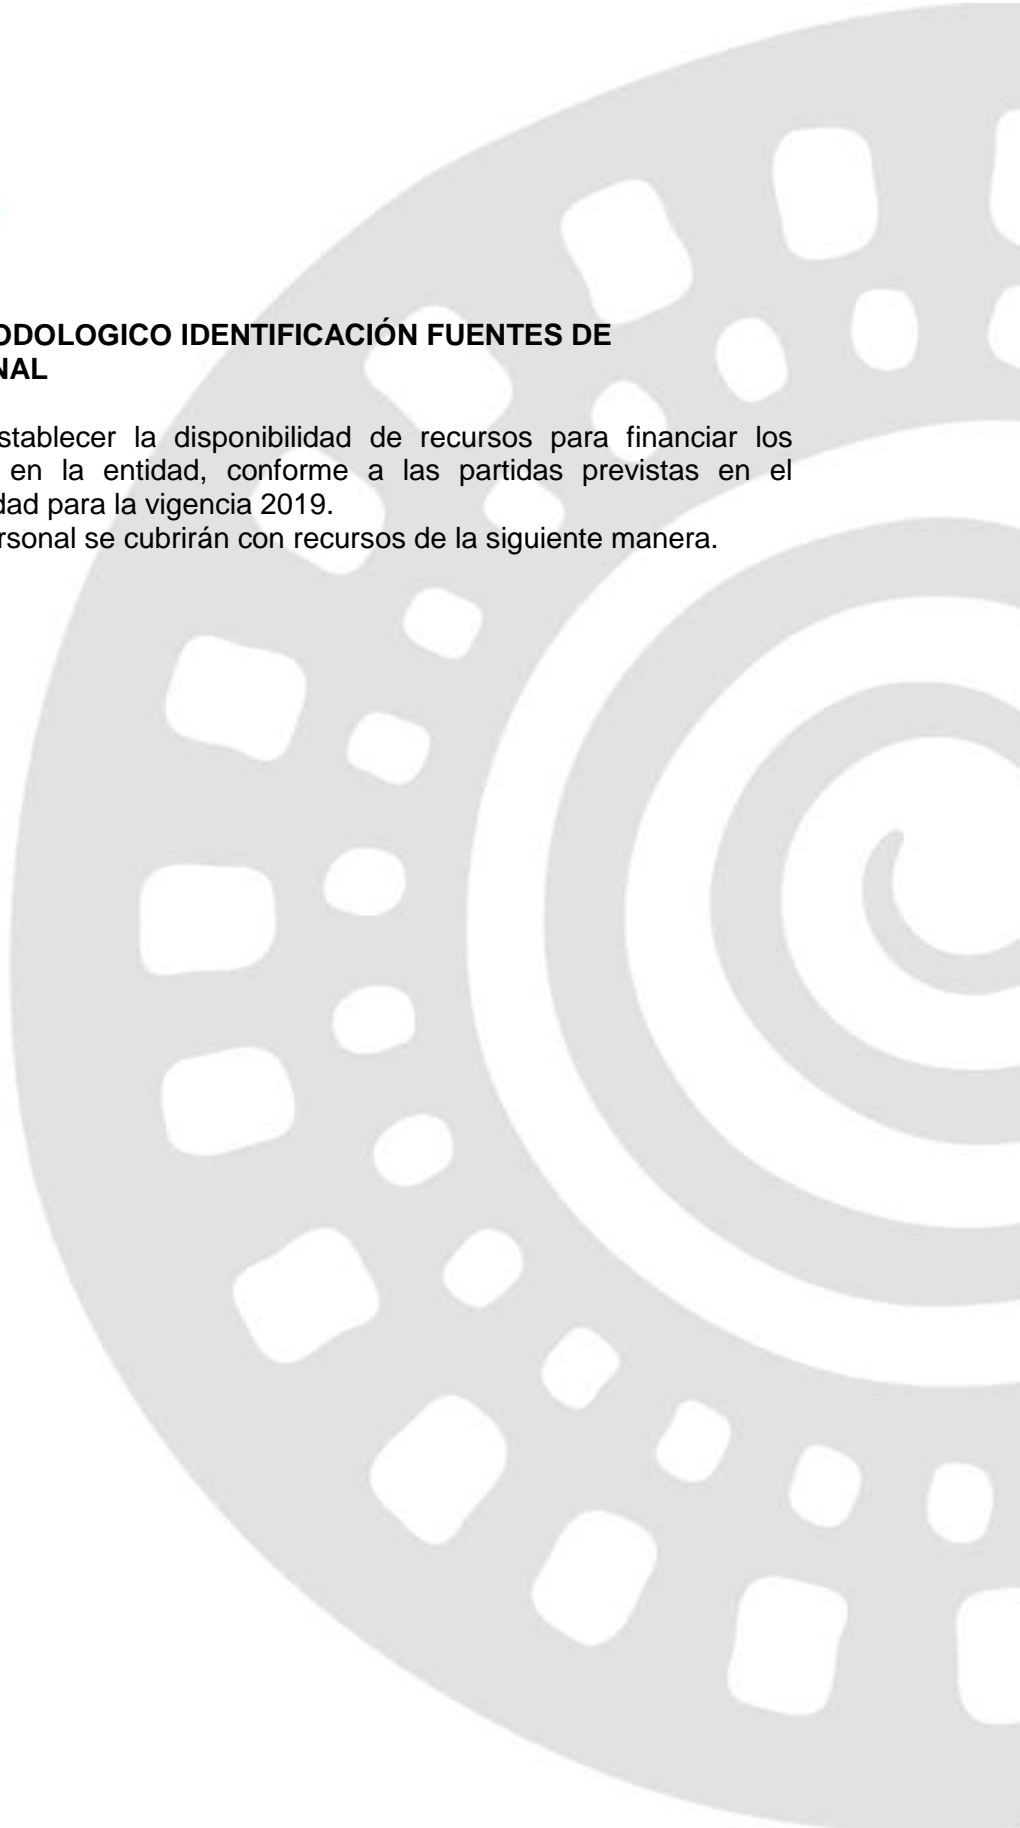 ODOLOGICO IDENTIFICACIÓN FUENTES DE
NAL
stablecer la disponibilidad de recursos para financiar los
en la entidad, conforme a las partidas previstas en el
dad para la vigencia 2019.
rsonal se cubrirán con recursos de la siguiente manera.